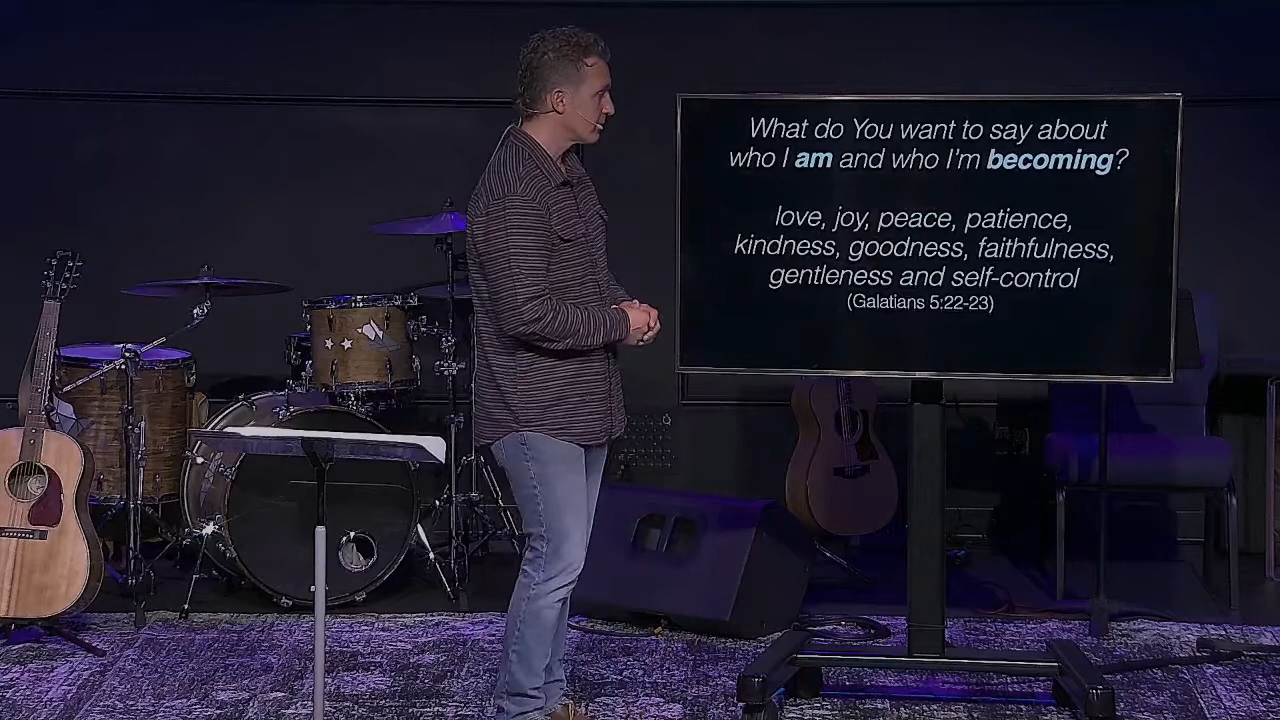 What do You want to say about
who I am and who I'm becoming?
love, joy, peace, patience,
kindness, goodness, faithfulness,
gentleness and self-control
(Galatians 5:22-23)